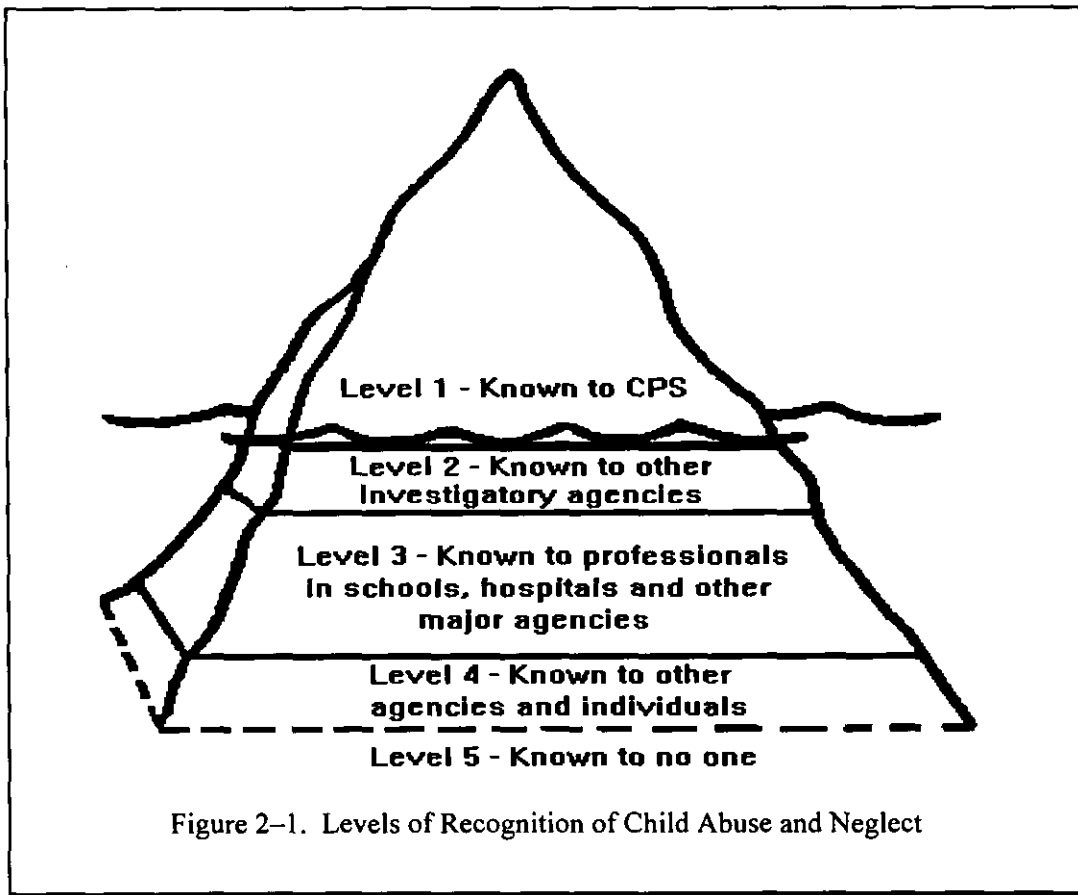 Level 1 - Known to CPS
Level 2 - Known to other
Investigatory agencies
Level 3 - Known to professionals
In schools, hospitals and other
major agencies
Level 4 - Known to other
agencies and individuals
Level 5 - Known to no one
Figure 2–1. Levels of Recognition of Child Abuse and Neglect